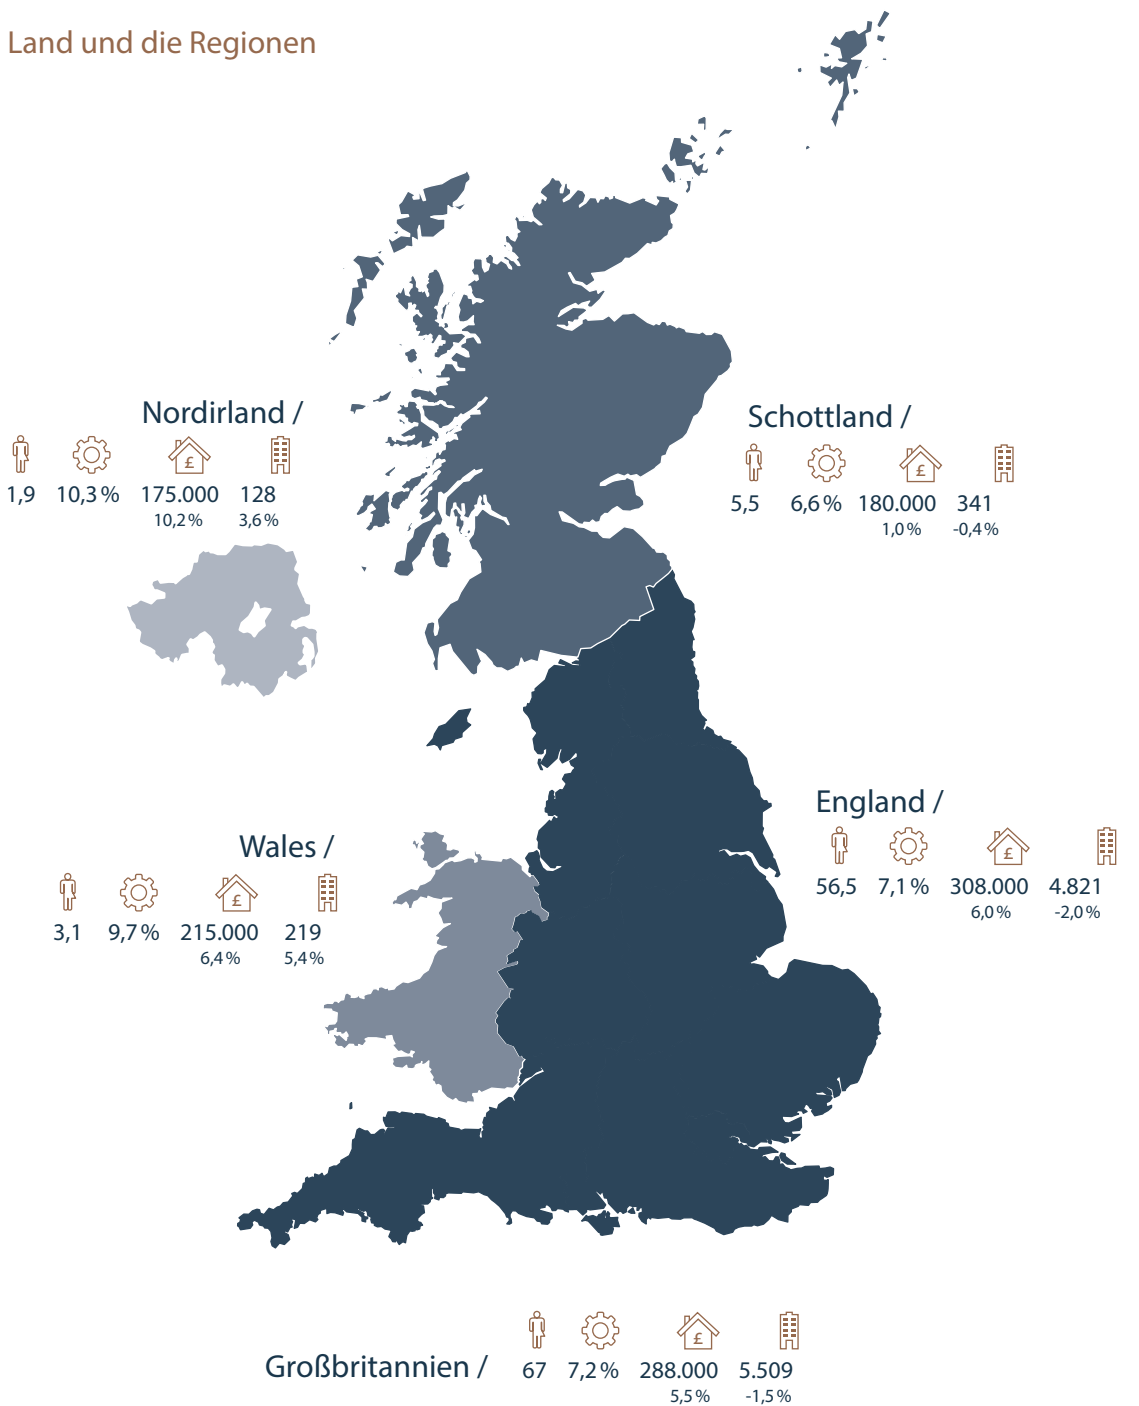 Land und die Regionen
Nordirland /
£
1,9 10,3 % 175.000 128
10,2 % 3,6 %
Schottland /
£
5,5 6,6 % 180.000 341
1,0 % -0,4 %
England /
£
56,5 7,1 % 308.000 4.821
6,0 % -2,0 %
Wales /
£
3,1 9,7 % 215.000 219
6,4 % 5,4 %
£
Großbritannien / 67 7,2 % 288.000 5.509
5,5 % -1,5 %